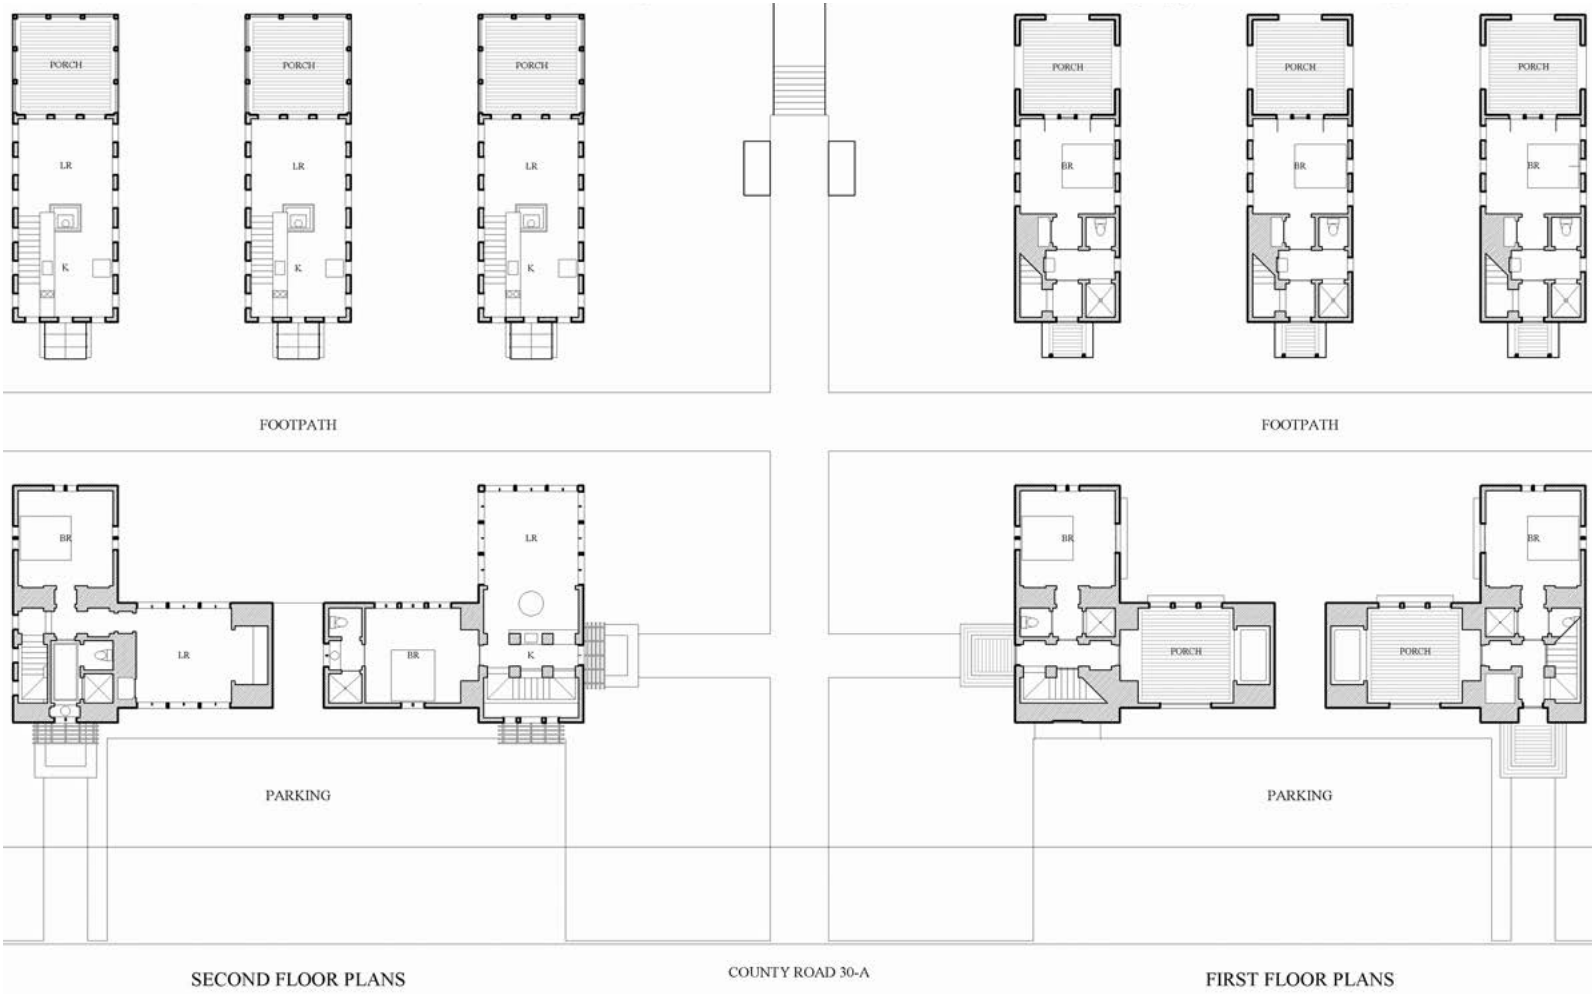 PORCH PORCH PORCH PORCH PORCH PORCH
LR LR LR BR BR BR
K K K
FOOTPATH FOOTPATH
BR LR BR BR
LR BR K PORCH PORCH
PARKING PARKING
SECOND FLOOR PLANS COUNTY ROAD 30-A FIRST FLOOR PLANS